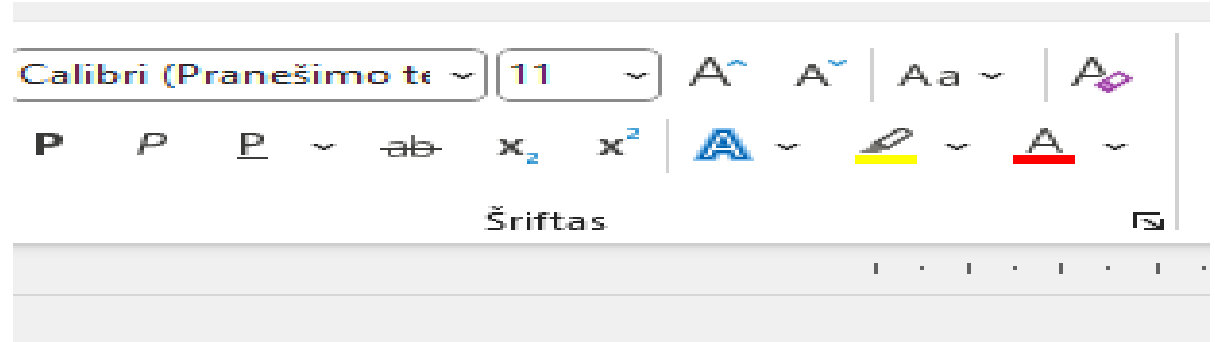 Calibri (Pranešimo te 11 A A Aa A
P P P ab x₂ x² A A
Šriftas